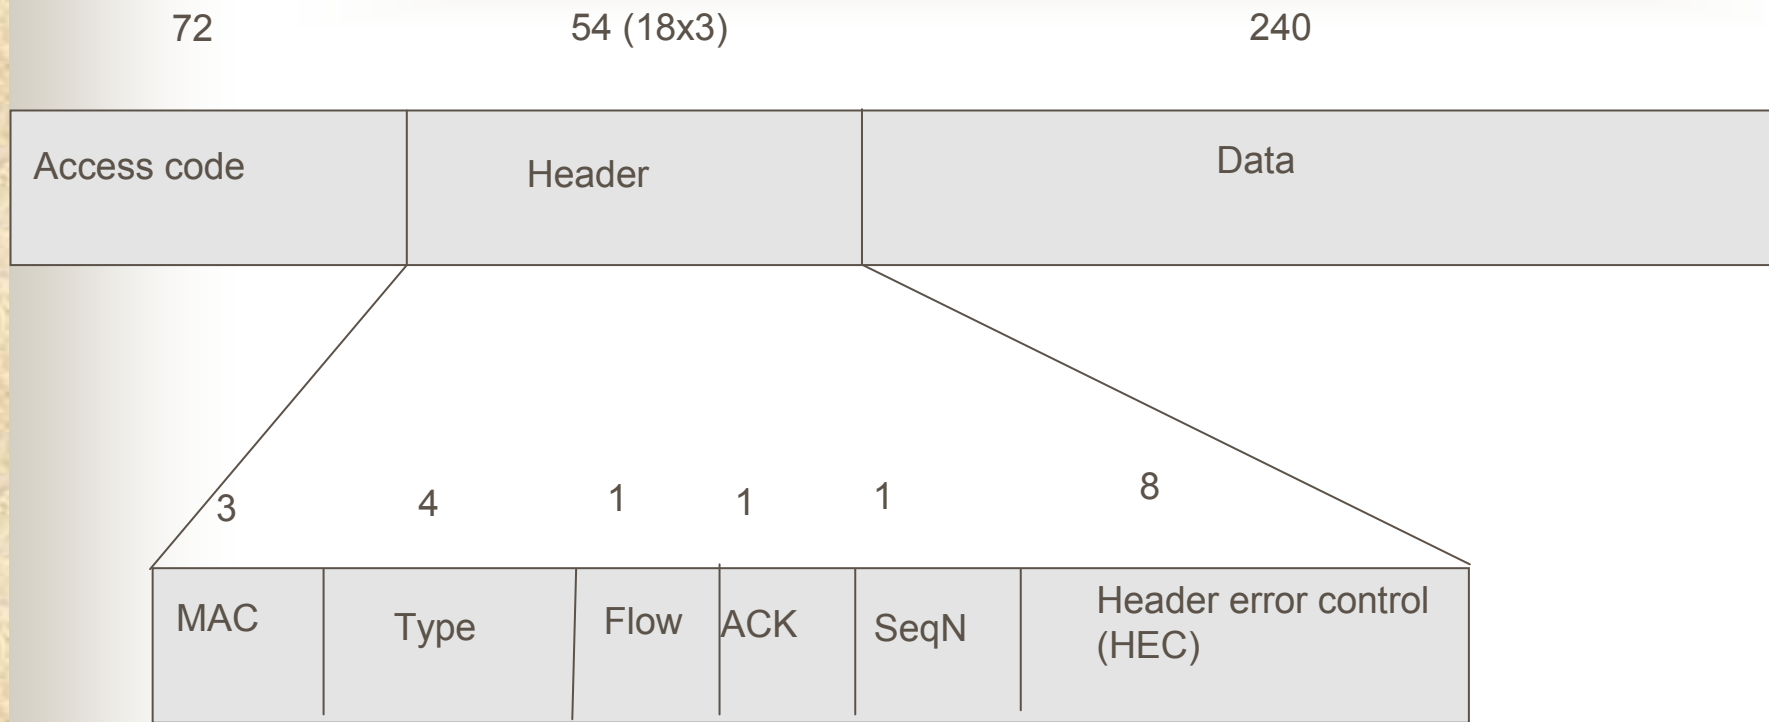 72 54 (18x3) 240
Access code Header Data
3 4 1 1 1 8
MAC Type Flow ACK SeqN Header error control
(HEC)